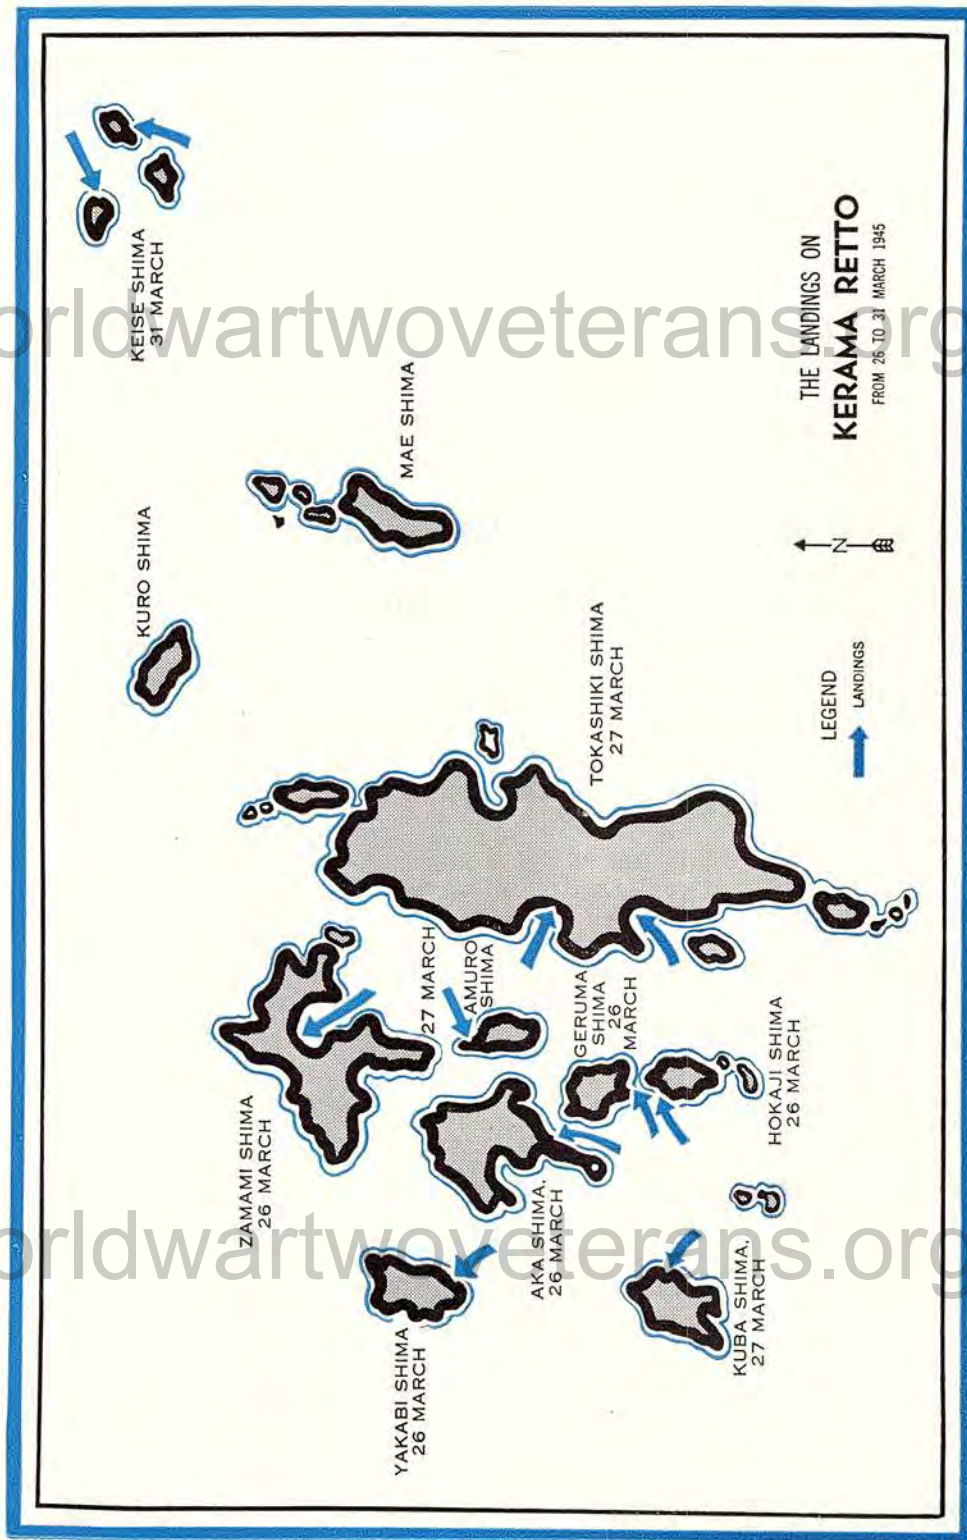 KEISE SHIMA
31 MARCH
KURO SHIMA
MAE SHIMA
ZAMAMI SHIMA
26 MARCH
27 MARCH
AMURO
SHIMA
TOKASHIKI SHIMA
27 MARCH
YAKABI SHIMA
26 MARCH
AKA SHIMA,
26 MARCH
GERUMA
SHIMA
26
MARCH
KUBA SHIMA,
27 MARCH
HOKAJI SHIMA
26 MARCH
LEGEND
LANDINGS
N
THE LANDINGS ON
KERAMA RETTO
FROM 26 TO 31 MARCH 1945
orldwartwoveterans.org
orldwartwoveterans.org